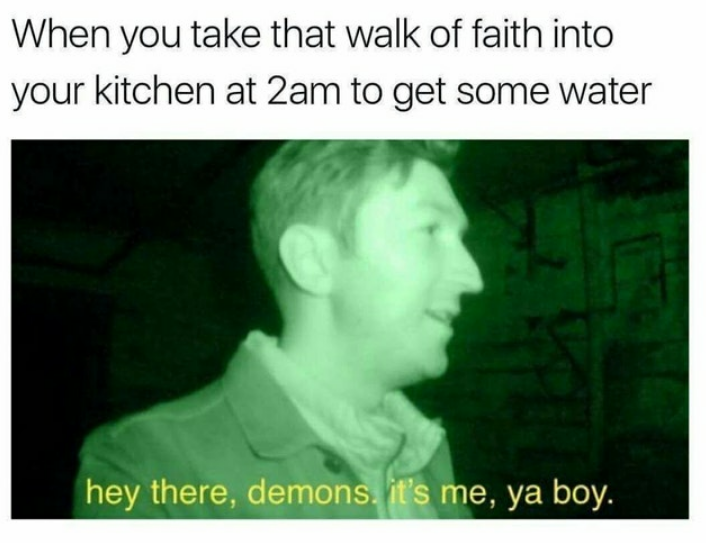 When you take that walk of faith into
your kitchen at 2am to get some water
hey there, demons. it's me, ya boy.